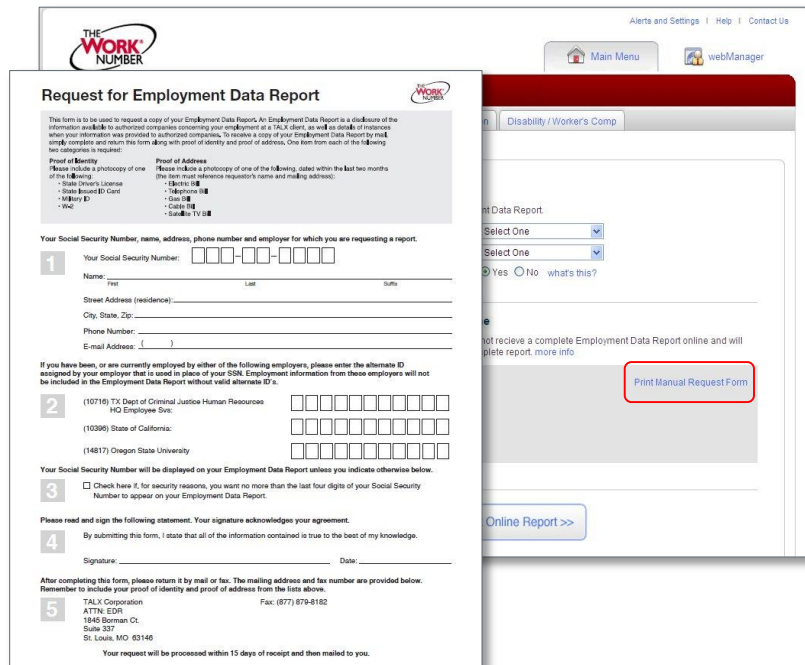 Alerts and Settings | Help | Contact Us
THE
WORK
NUMBER
Main Menu
webManager
Request for Employment Data Report
THE
WORK
NUMBER
This form is to be used to request a copy of your Employment Data Report. An Employment Data Report is a disclosure of the
information available to authorized companies concerning your employment at a TALX client, as well as details of instances
when your information was provided to authorized companies. To receive a copy of your Employment Data Report by mail,
simply complete and return this form along with proof of identity and proof of address. One item from each of the following
two categories is required:
Proof of Identity
Please include a photocopy of one
of the following:
• State Driver's License
• State Issued ID Card
• Military ID
• W-2
Proof of Address
Please include a photocopy of one of the following, dated within the last two months
(the item must reference requestor's name and mailing address):
• Electric Bill
• Telephone Bill
• Gas Bill
• Cable Bill
• Satellite TV Bill
Your Social Security Number, name, address, phone number and employer for which you are requesting a report.
1
Your Social Security Number:
Name:
First Last Suffix
Street Address (residence):
City, State, Zip:
Phone Number:
E-mail Address: ( )
If you have been, or are currently employed by either of the following employers, please enter the alternate ID
assigned by your employer that is used in place of your SSN. Employment information from these employers will not
be included in the Employment Data Report without valid alternate ID's.
2
(10716) TX Dept of Criminal Justice Human Resources
HQ Employee Svs:
(10396) State of California:
(14817) Oregon State University
Your Social Security Number will be displayed on your Employment Data Report unless you indicate otherwise below.
3
Check here if, for security reasons, you want no more than the last four digits of your Social Security
Number to appear on your Employment Data Report.
Please read and sign the following statement. Your signature acknowledges your agreement.
4
By submitting this form, I state that all of the information contained is true to the best of my knowledge.
Signature: Date:
After completing this form, please return it by mail or fax. The mailing address and fax number are provided below.
Remember to include your proof of identity and proof of address from the lists above.
5
TALX Corporation
ATTN: EDR
1845 Borman Ct.
Suite 337
St. Louis, MO 63146
Fax: (877) 879-8182
Your request will be processed within 15 days of receipt and then mailed to you.
n
Disability / Worker's Comp
nt Data Report.
Select One
Select One
Yes No what's this?
e
not recieve a complete Employment Data Report online and will
plete report. more info
Print Manual Request Form
Online Report >>